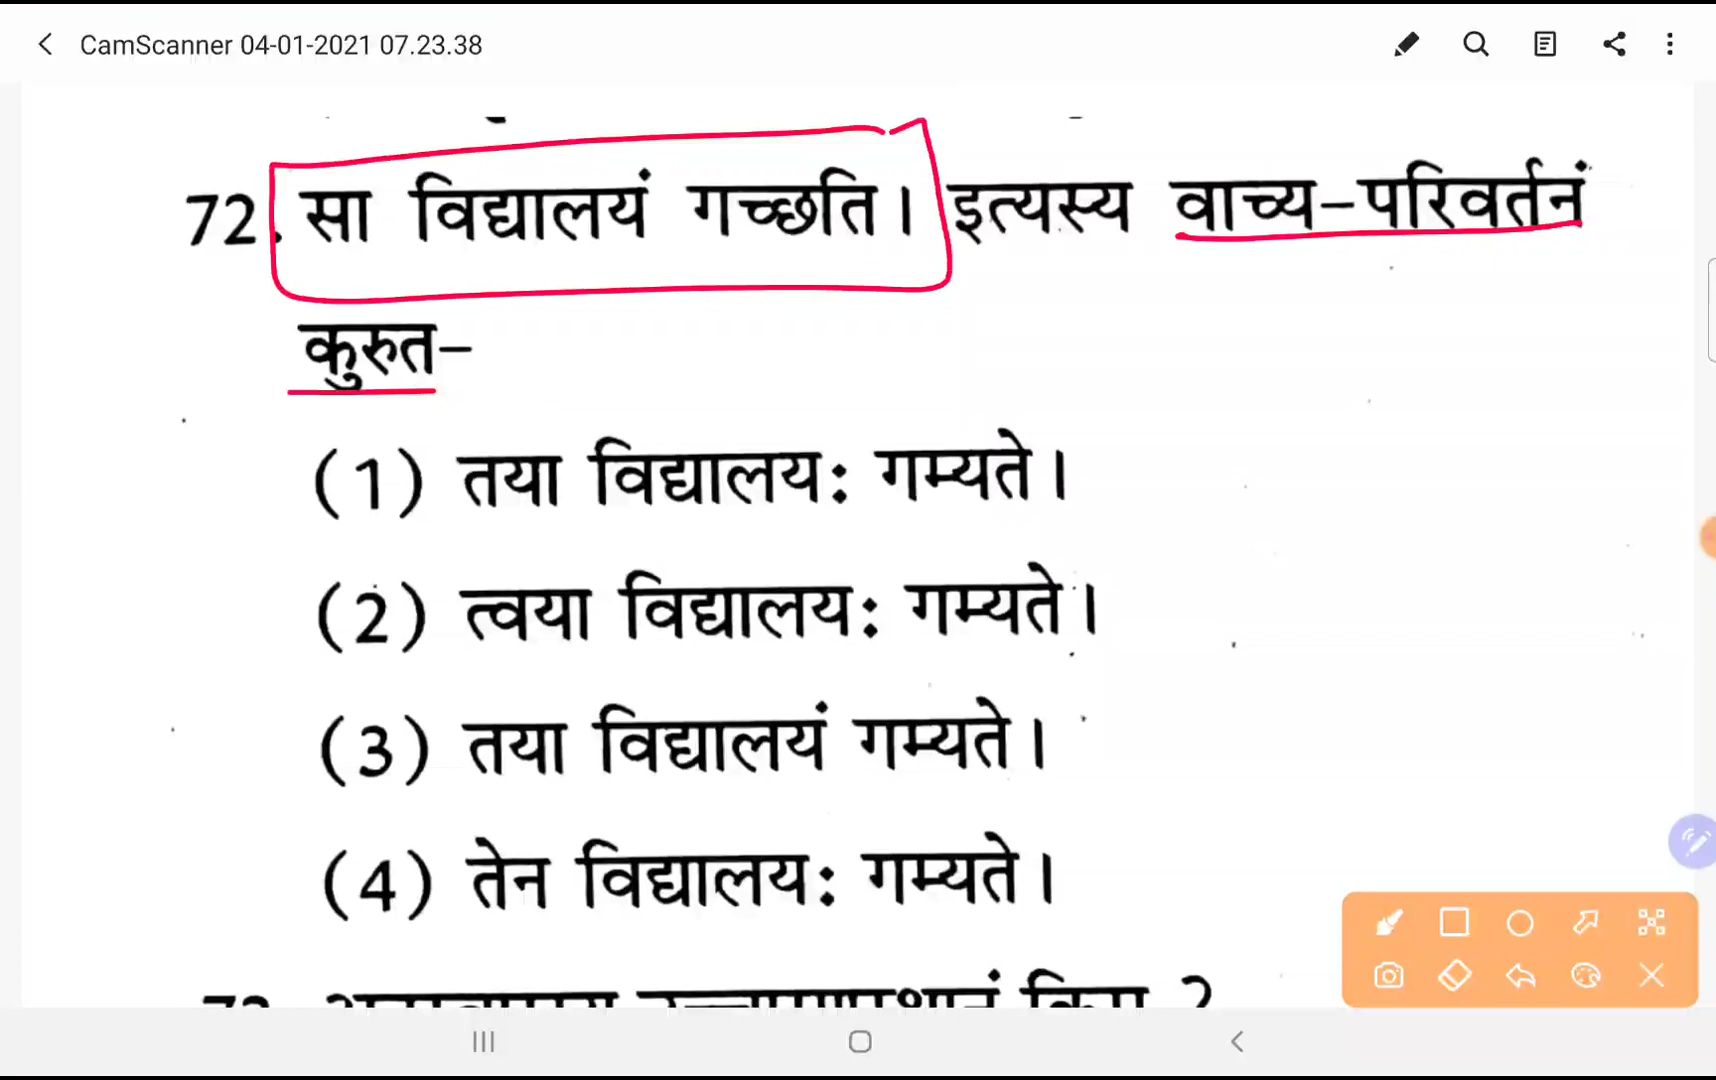 CamScanner 04-01-2021 07.23.38
72. सा विद्यालयं गच्छति। इत्यस्य वाच्य-परिवर्तनं
कुरुत-
(1) तया विद्यालयः गम्यते।
(2) त्वया विद्यालयः गम्यते।
(3) तया विद्यालयं गम्यते।
(4) तेन विद्यालयः गम्यते।